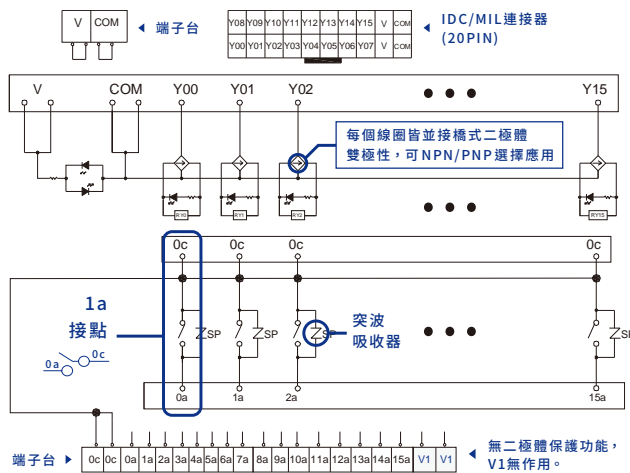 V COM
端子台
Y08 Y09 Y10 Y11 Y12 Y13 Y14 Y15 V COM
Y00 Y01 Y02 Y03 Y04 Y05 Y06 Y07 V COM
IDC/MIL連接器
(20PIN)
V COM Y00 Y01 Y02 Y15
每個線圈皆並接橋式二極體
雙極性，可NPN/PNP選擇應用
RY0 RY1 RY2 RY15
0c 0c 0c 0c
1a
接點
0a 0c
SP SP SP
突波
吸收器
0a 1a 2a 15a
端子台
0c 0c 0a 1a 2a 3a 4a 5a 6a 7a 8a 9a 10a 11a 12a 13a 14a 15a V1 V1
無二極體保護功能，
V1無作用。